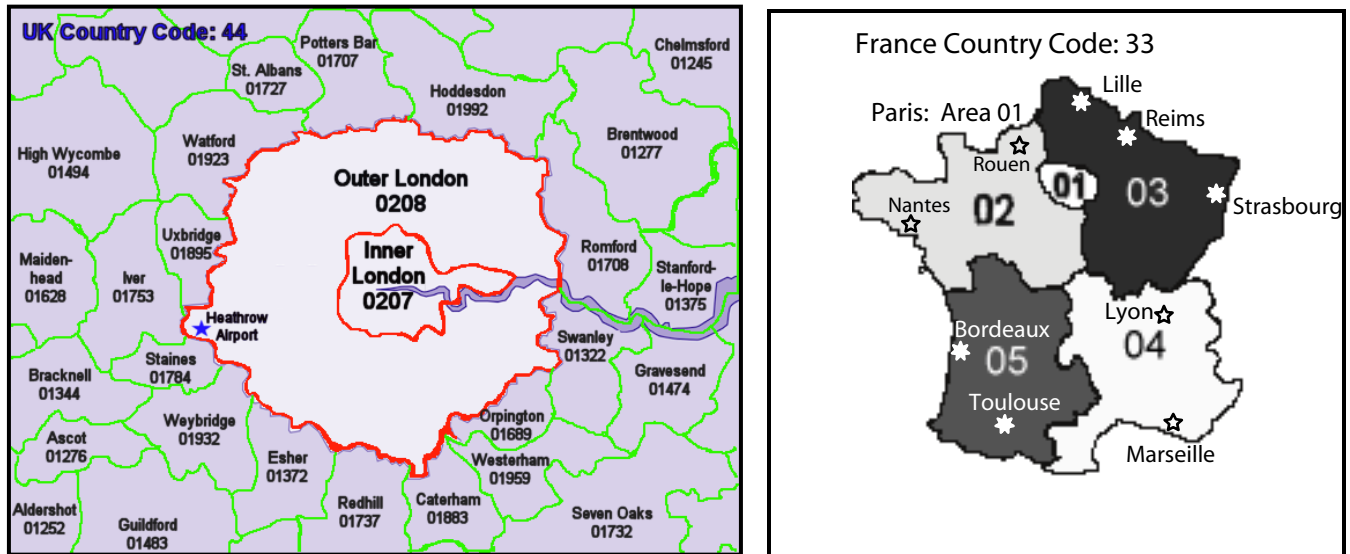 UK Country Code: 44
Potters Bar
01707
Chelmsford
01245
St. Albans
01727
Hoddesdon
01992
Watford
01923
Brentwood
01277
High Wycombe
01494
Outer London
0208
Uxbridge
01895
Inner
London
0207
Romford
01708
Maiden-
head
01628
Iver
01753
Stanford-
le-Hope
01375
Heathrow
Airport
Swanley
01322
Staines
01784
Bracknell
01344
Gravesend
01474
Weybridge
01932
Orpington
01689
Ascot
01276
Esher
01372
Westerham
01959
Redhill
01737
Caterham
01883
Aldershot
01252
Guildford
01483
Seven Oaks
01732
France Country Code: 33
Lille
Paris: Area 01
Reims
Rouen
01
03
Nantes
02
Strasbourg
Lyon
04
Bordeaux
05
Toulouse
Marseille